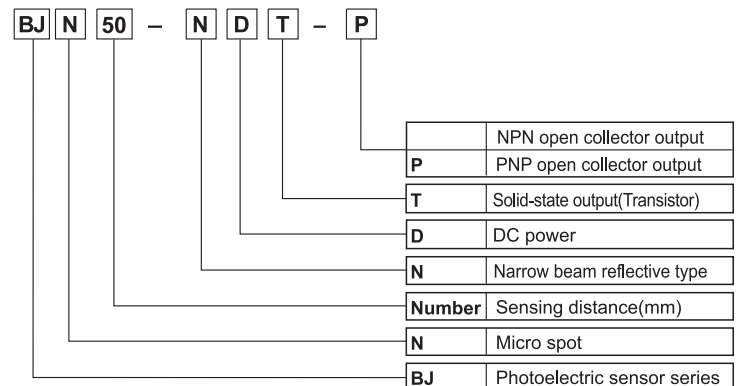 BJ N 50 – N D T – P
NPN open collector output
P PNP open collector output
T Solid-state output(Transistor)
D DC power
N Narrow beam reflective type
Number Sensing distance(mm)
N Micro spot
BJ Photoelectric sensor series